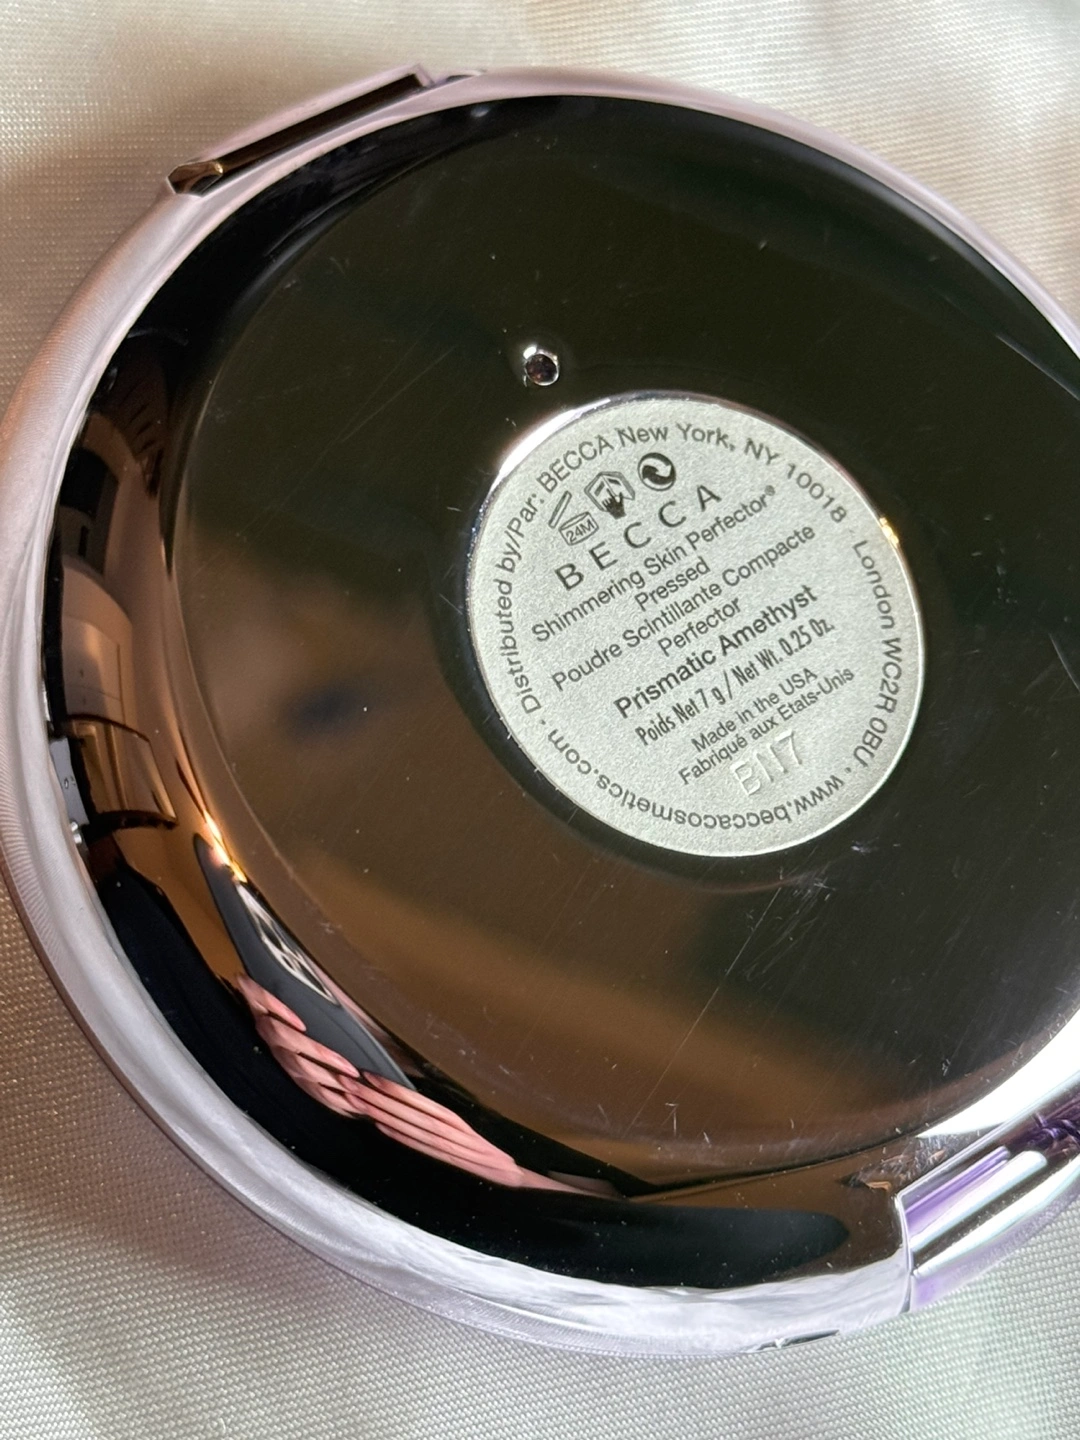 Distributed by/Par: BECCA New York, NY 10018 · London WC2R 0BU · www.beccacosmetics.com ·
24M
BECCA
Shimmering Skin Perfector®
Pressed
Poudre Scintillante Compacte
Perfector
Prismatic Amethyst
Poids Net 7 g / Net Wt. 0.25 Oz.
Made in the USA
Fabriqué aux Etats-Unis